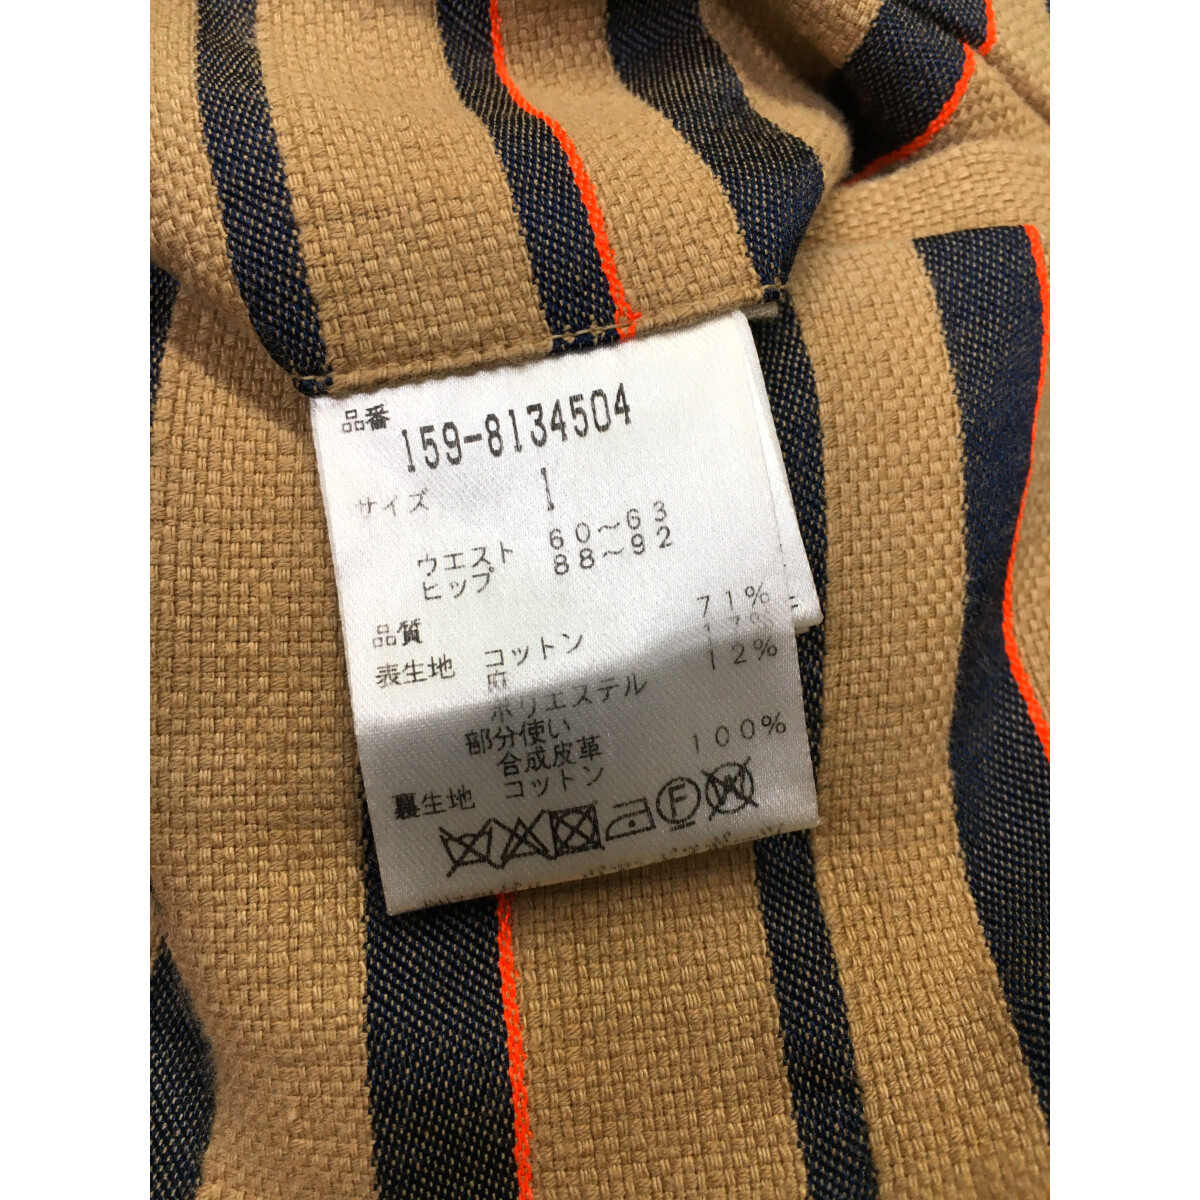 品番 159-8134504
サイズ 1
ウエスト 60～63
ヒップ 88～92
品質
表生地 コットン 71%
麻 17%
ポリエステル 12%
部分使い
合成皮革
裏生地 コットン 100%
F
W